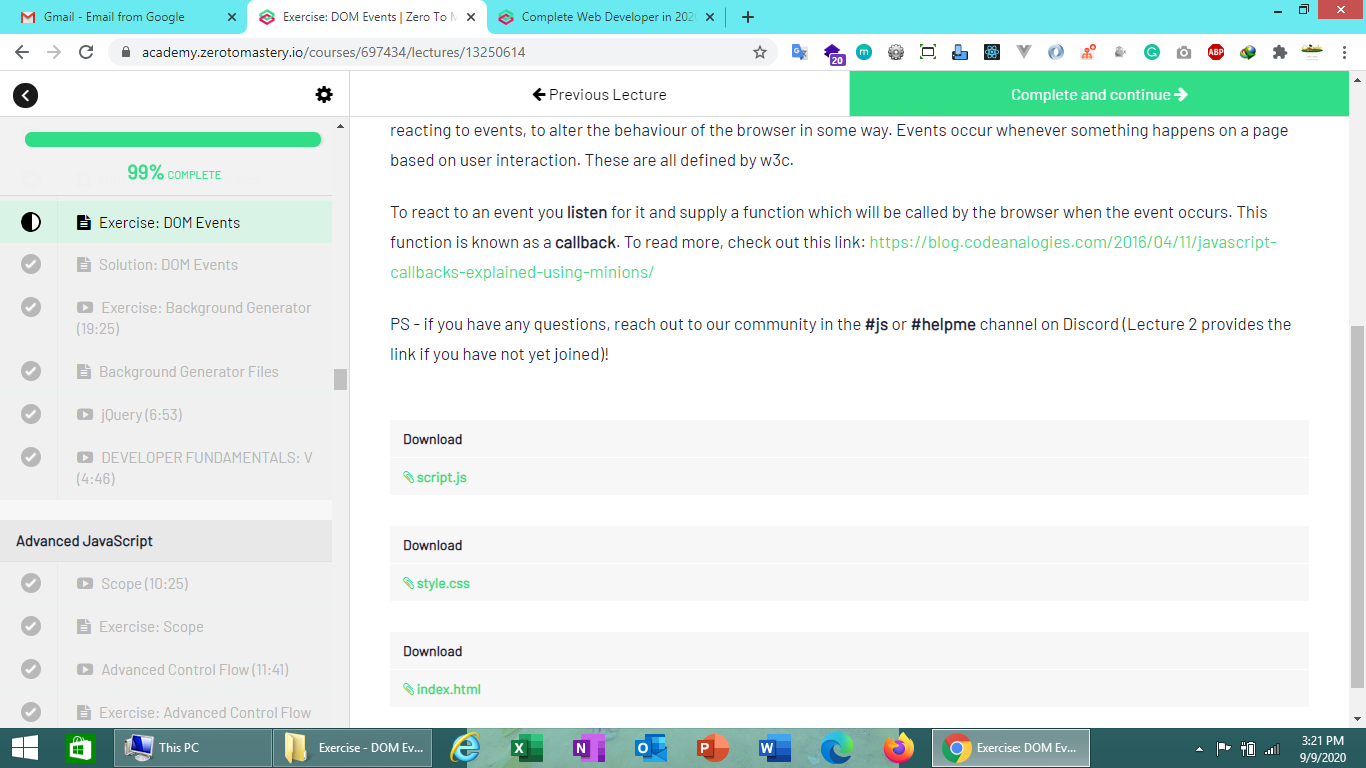 Gmail - Email from Google
Exercise: DOM Events | Zero To M
Complete Web Developer in 202
academy.zerotomastery.io/courses/697434/lectures/13250614
20
ABP
Previous Lecture
Complete and continue
99% COMPLETE
Exercise: DOM Events
Solution: DOM Events
Exercise: Background Generator
(19:25)
Background Generator Files
jQuery (6:53)
DEVELOPER FUNDAMENTALS: V
(4:46)
Advanced JavaScript
Scope (10:25)
Exercise: Scope
Advanced Control Flow (11:41)
Exercise: Advanced Control Flow
reacting to events, to alter the behaviour of the browser in some way. Events occur whenever something happens on a page
based on user interaction. These are all defined by w3c.
To react to an event you listen for it and supply a function which will be called by the browser when the event occurs. This
function is known as a callback. To read more, check out this link: https://blog.codeanalogies.com/2016/04/11/javascript-
callbacks-explained-using-minions/
PS - if you have any questions, reach out to our community in the #js or #helpme channel on Discord (Lecture 2 provides the
link if you have not yet joined)!
Download
script.js
Download
style.css
Download
index.html
This PC
Exercise - DOM Ev...
Exercise: DOM Ev...
3:21 PM
9/9/2020